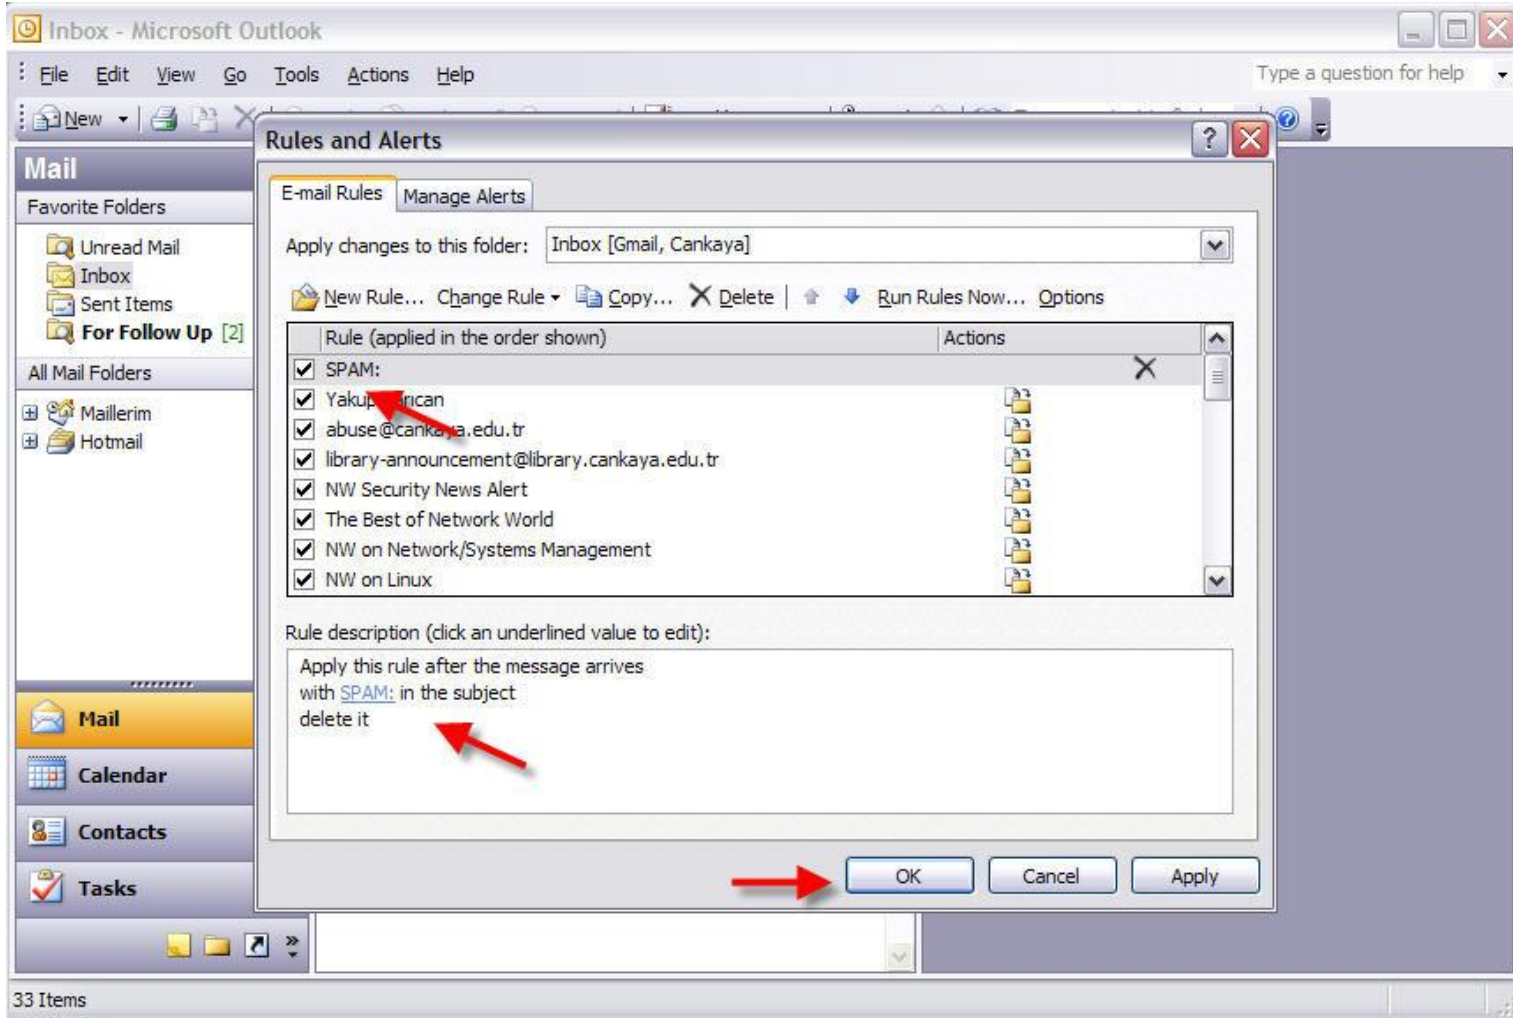 Inbox - Microsoft Outlook
File Edit View Go Tools Actions Help
Type a question for help
New
Rules and Alerts
Mail
E-mail Rules Manage Alerts
Favorite Folders
Apply changes to this folder: Inbox [Gmail, Cankaya]
Unread Mail
Inbox
Sent Items
For Follow Up [2]
New Rule... Change Rule Copy... Delete Run Rules Now... Options
Rule (applied in the order shown) Actions
All Mail Folders
SPAM:
Maillerim
Hotmail
abuse@cankaya.edu.tr
library-announcement@library.cankaya.edu.tr
NW Security News Alert
The Best of Network World
NW on Network/Systems Management
NW on Linux
Rule description (click an underlined value to edit):
Apply this rule after the message arrives
with SPAM: in the subject
delete it
Mail
Calendar
Contacts
Tasks
OK Cancel Apply
33 Items